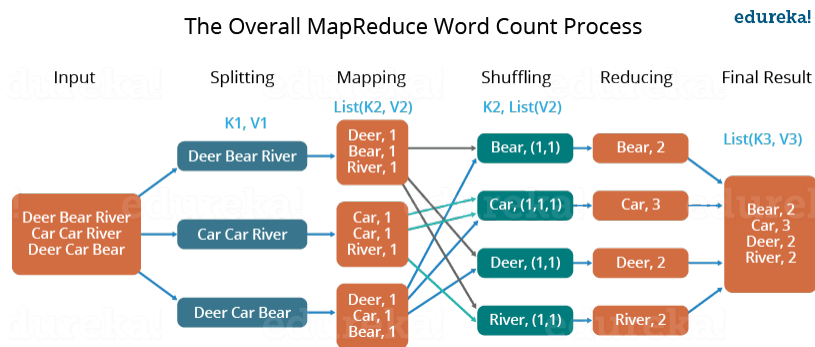 edureka!
The Overall MapReduce Word Count Process
Input
Splitting
Mapping
Shuffling
Reducing
Final Result
K1, V1
List(K2, V2)
K2, List(V2)
List(K3, V3)
Deer Bear River
Car Car River
Deer Car Bear
Deer Bear River
Car Car River
Deer Car Bear
Deer, 1
Bear, 1
River, 1
Car, 1
Car, 1
River, 1
Deer, 1
Car, 1
Bear, 1
Bear, (1,1)
Car, (1,1,1)
Deer, (1,1)
River, (1,1)
Bear, 2
Car, 3
Deer, 2
River, 2
Bear, 2
Car, 3
Deer, 2
River, 2